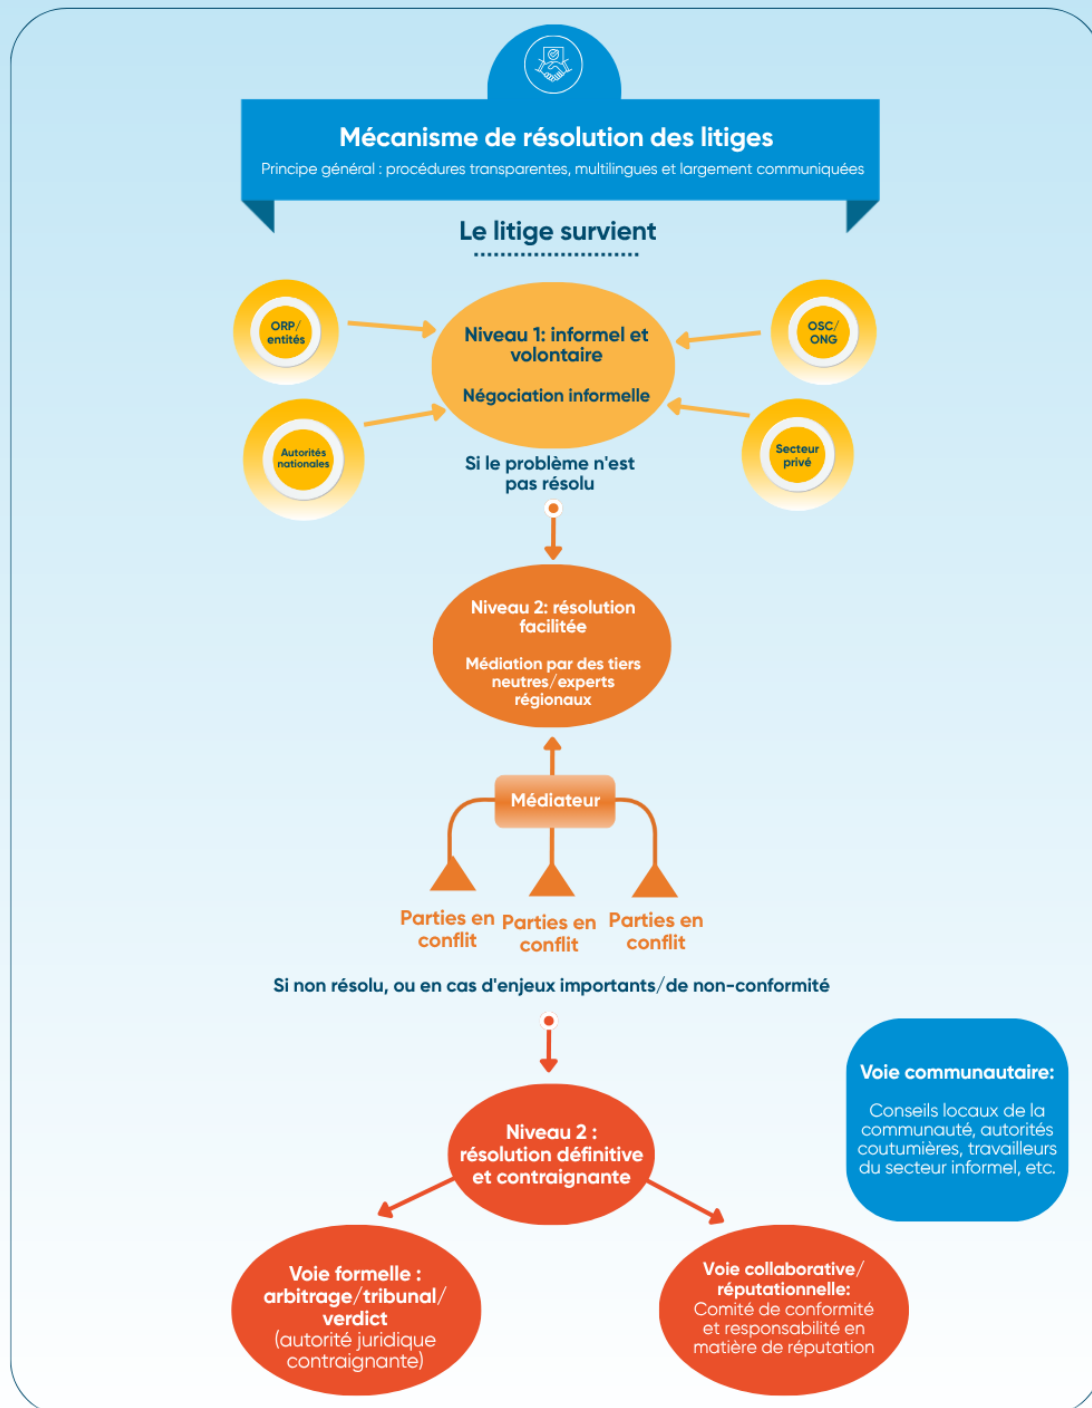 Mécanisme de résolution des litiges
Principe général : procédures transparentes, multilingues et largement communiquées
Le litige survient
ORP/
entités
OSC/
ONG
Niveau 1: informel et
volontaire
Négociation informelle
Autorités
nationales
Secteur
privé
Si le problème n'est
pas résolu
Niveau 2: résolution
facilitée
Médiation par des tiers
neutres/experts
régionaux
Médiateur
Parties en
conflit
Parties en
conflit
Parties en
conflit
Si non résolu, ou en cas d'enjeux importants/de non-conformité
Voie communautaire:
Conseils locaux de la
communauté, autorités
coutumières, travailleurs
du secteur informel, etc.
Niveau 2 :
résolution définitive
et contraignante
Voie formelle :
arbitrage/tribunal/
verdict
(autorité juridique
contraignante)
Voie collaborative/
réputationnelle:
Comité de conformité
et responsabilité en
matière de réputation